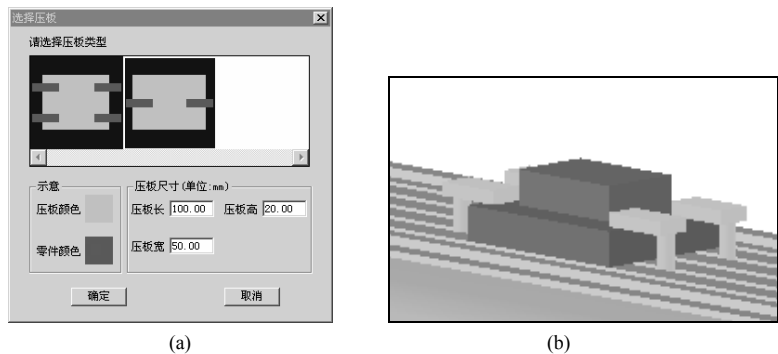 选择压板
请选择压板类型
示意
压板颜色
零件颜色
压板尺寸(单位:mm)
压板长 100.00 压板高 20.00
压板宽 50.00
确定 取消
(a) (b)